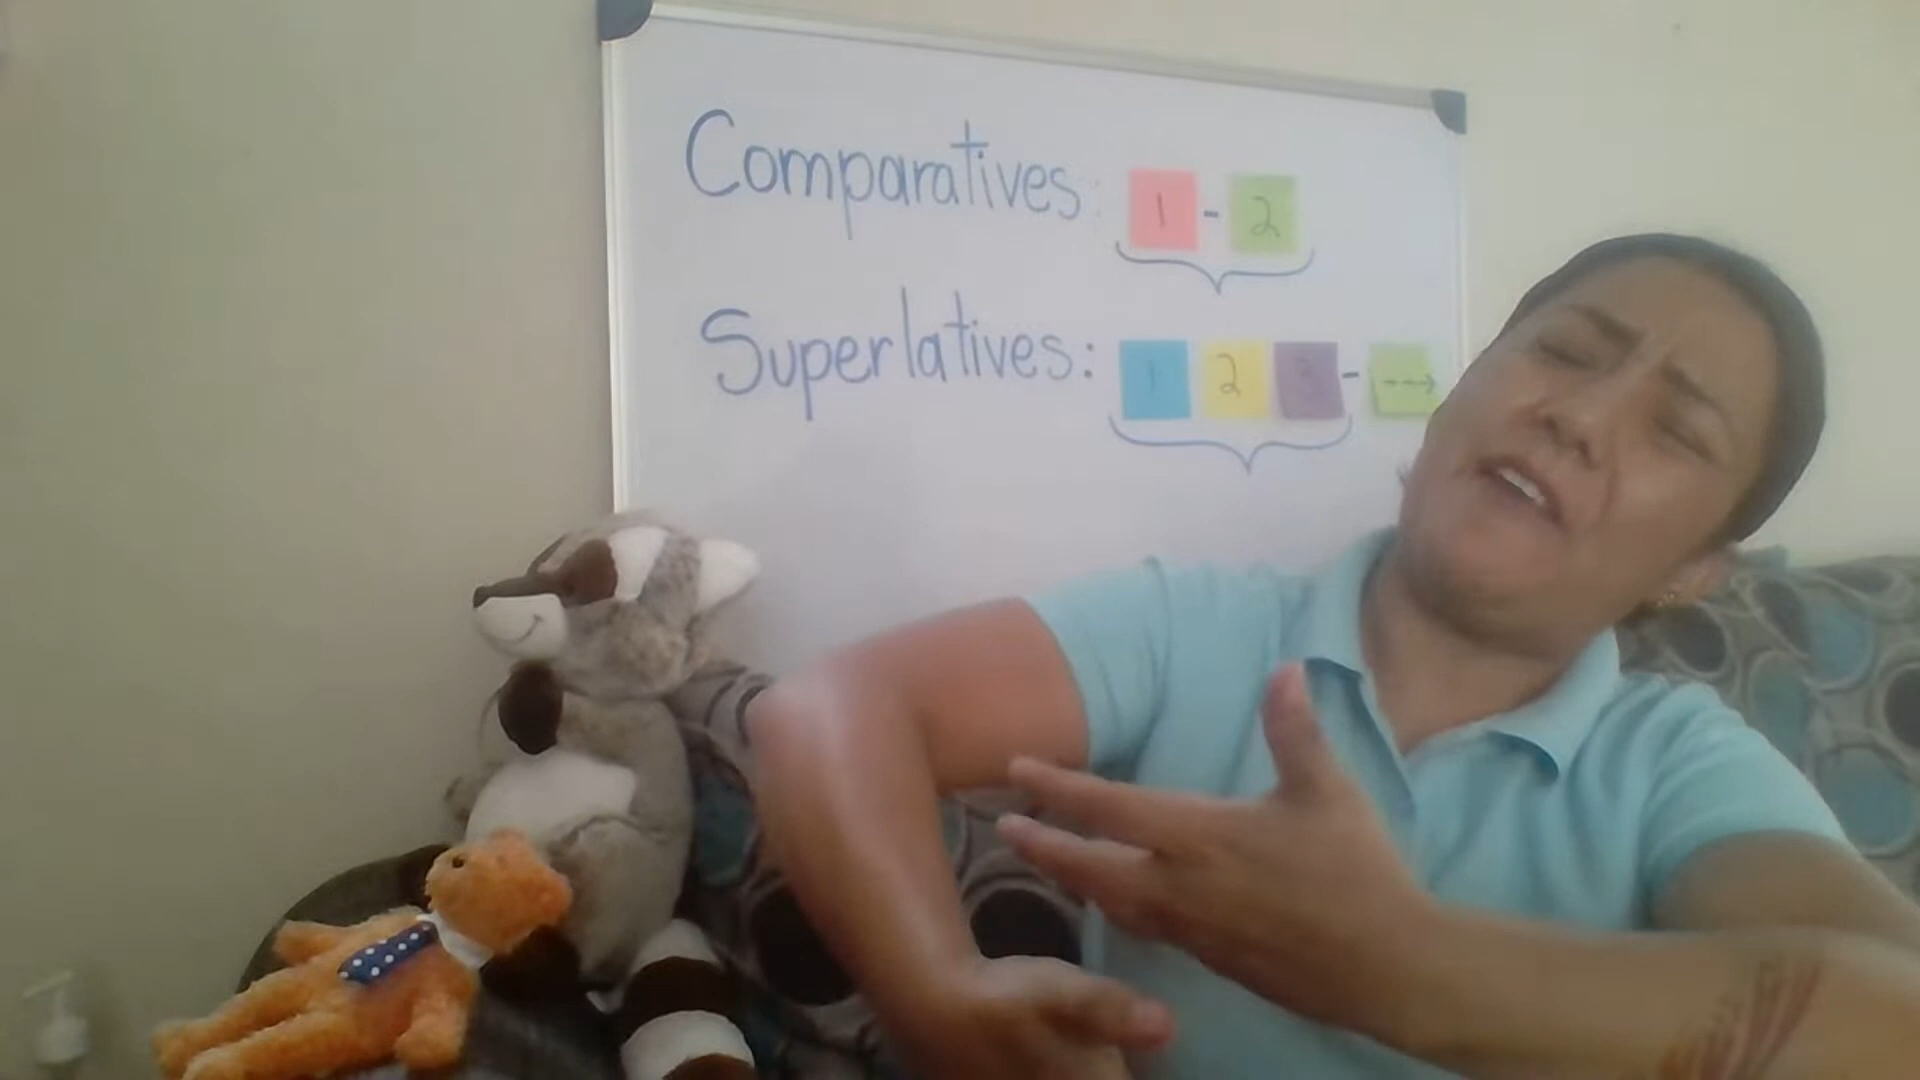 Comparatives: 1 - 2
Superlatives: 1 2 3 - --->